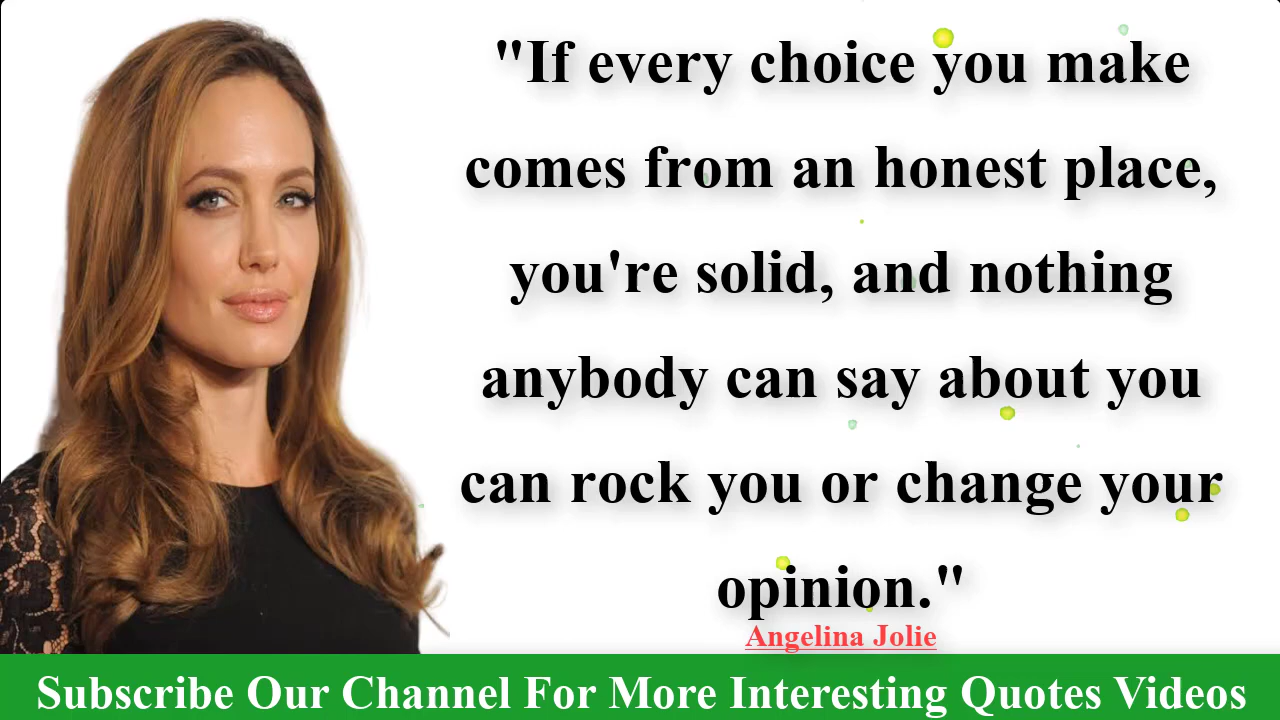 "If every choice you make
comes from an honest place,
you're solid, and nothing
anybody can say about you
can rock you or change your
opinion."
Angelina Jolie
Subscribe Our Channel For More Interesting Quotes Videos